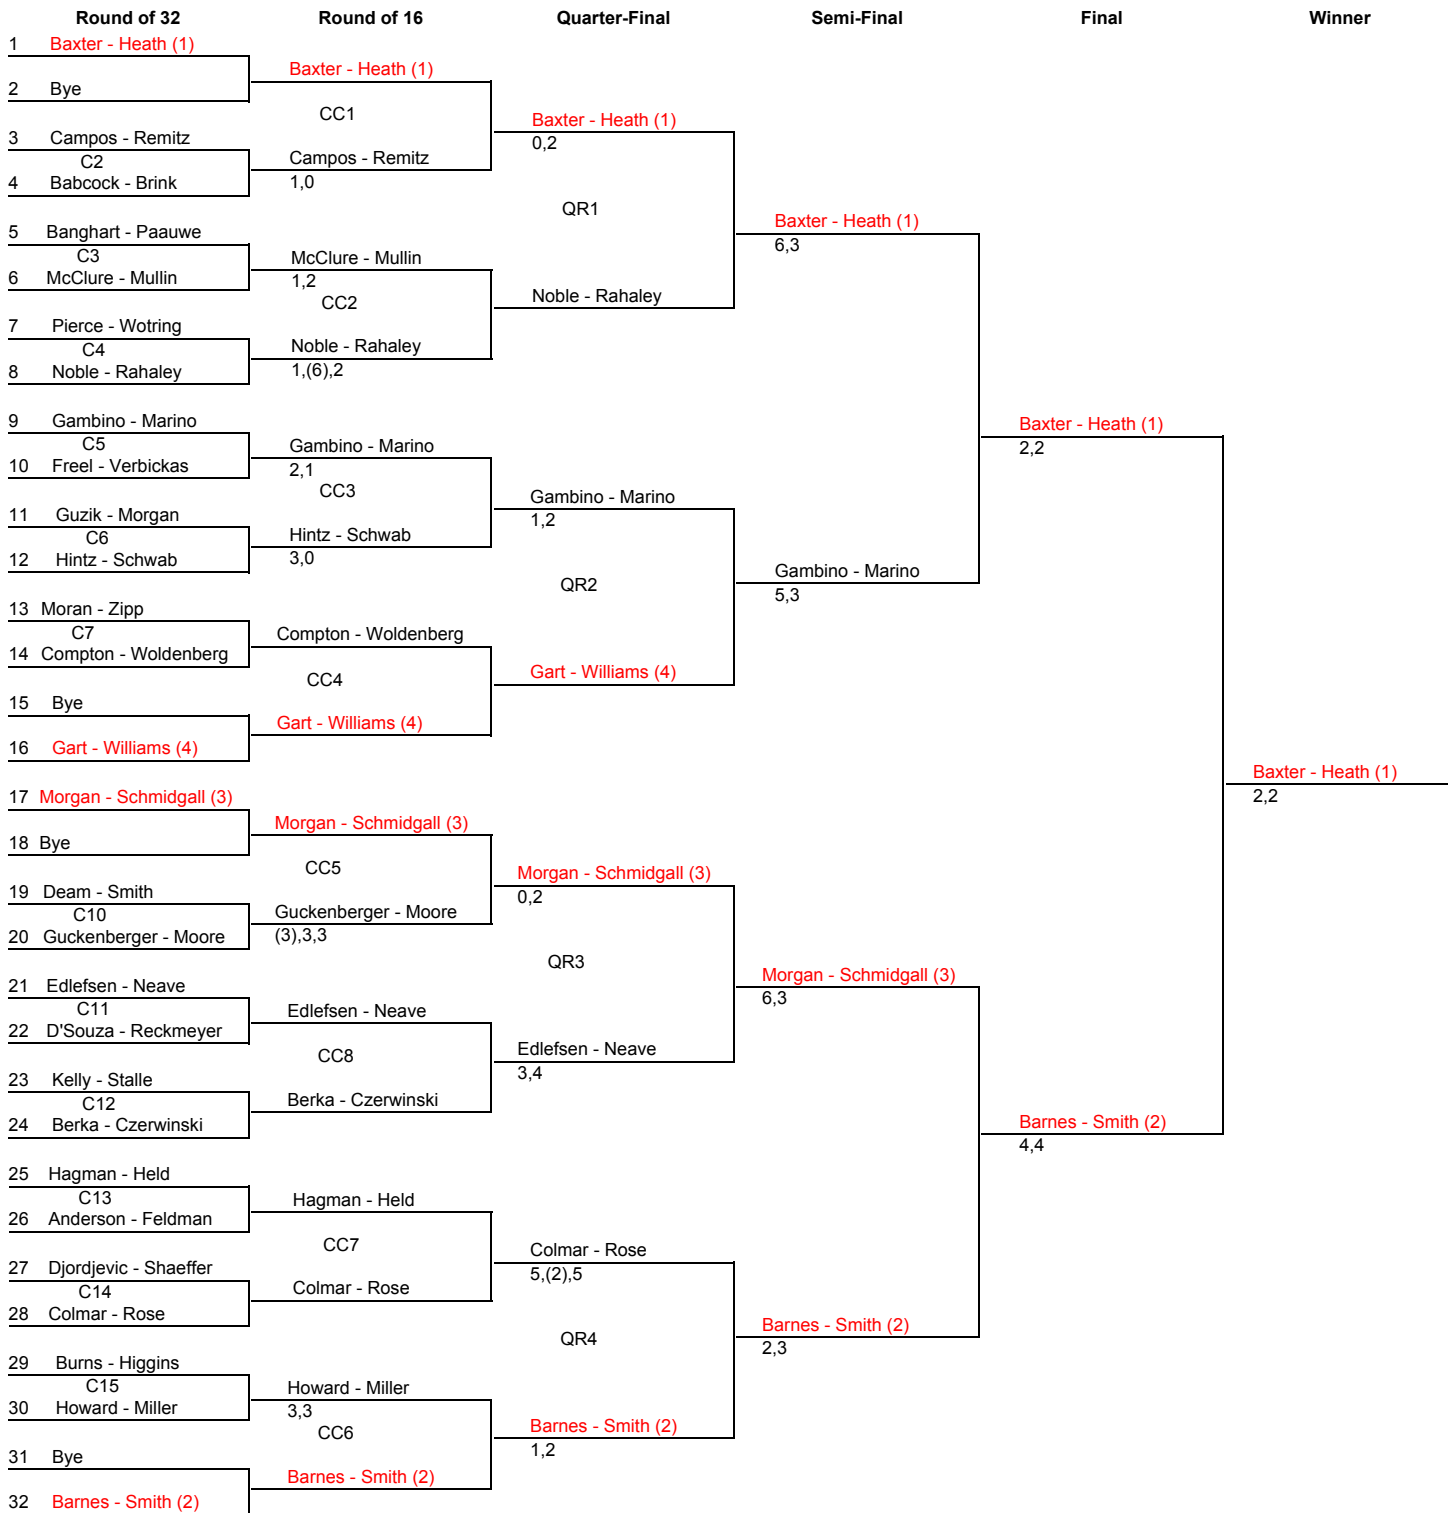 Round of 32
Round of 16
Quarter-Final
Semi-Final
Final
Winner
1 Baxter - Heath (1)
2 Bye
3 Campos - Remitz
C2
4 Babcock - Brink
5 Banghart - Paauwe
C3
6 McClure - Mullin
7 Pierce - Wotring
C4
8 Noble - Rahaley
9 Gambino - Marino
C5
10 Freel - Verbickas
11 Guzik - Morgan
C6
12 Hintz - Schwab
13 Moran - Zipp
C7
14 Compton - Woldenberg
15 Bye
16 Gart - Williams (4)
17 Morgan - Schmidgall (3)
18 Bye
19 Deam - Smith
C10
20 Guckenberger - Moore
21 Edlefsen - Neave
C11
22 D'Souza - Reckmeyer
23 Kelly - Stalle
C12
24 Berka - Czerwinski
25 Hagman - Held
C13
26 Anderson - Feldman
27 Djordjevic - Shaeffer
C14
28 Colmar - Rose
29 Burns - Higgins
C15
30 Howard - Miller
31 Bye
32 Barnes - Smith (2)
Baxter - Heath (1)
CC1
Campos - Remitz
1,0
McClure - Mullin
1,2
CC2
Noble - Rahaley
1,(6),2
Gambino - Marino
2,1
CC3
Hintz - Schwab
3,0
Compton - Woldenberg
CC4
Gart - Williams (4)
Morgan - Schmidgall (3)
CC5
Guckenberger - Moore
(3),3,3
Edlefsen - Neave
CC8
Berka - Czerwinski
Hagman - Held
CC7
Colmar - Rose
Howard - Miller
3,3
CC6
Barnes - Smith (2)
Baxter - Heath (1)
0,2
QR1
Noble - Rahaley
Gambino - Marino
1,2
QR2
Gart - Williams (4)
Morgan - Schmidgall (3)
0,2
QR3
Edlefsen - Neave
3,4
Colmar - Rose
5,(2),5
QR4
Barnes - Smith (2)
1,2
Baxter - Heath (1)
6,3
Gambino - Marino
5,3
Morgan - Schmidgall (3)
6,3
Barnes - Smith (2)
2,3
Baxter - Heath (1)
2,2
Barnes - Smith (2)
4,4
Baxter - Heath (1)
2,2